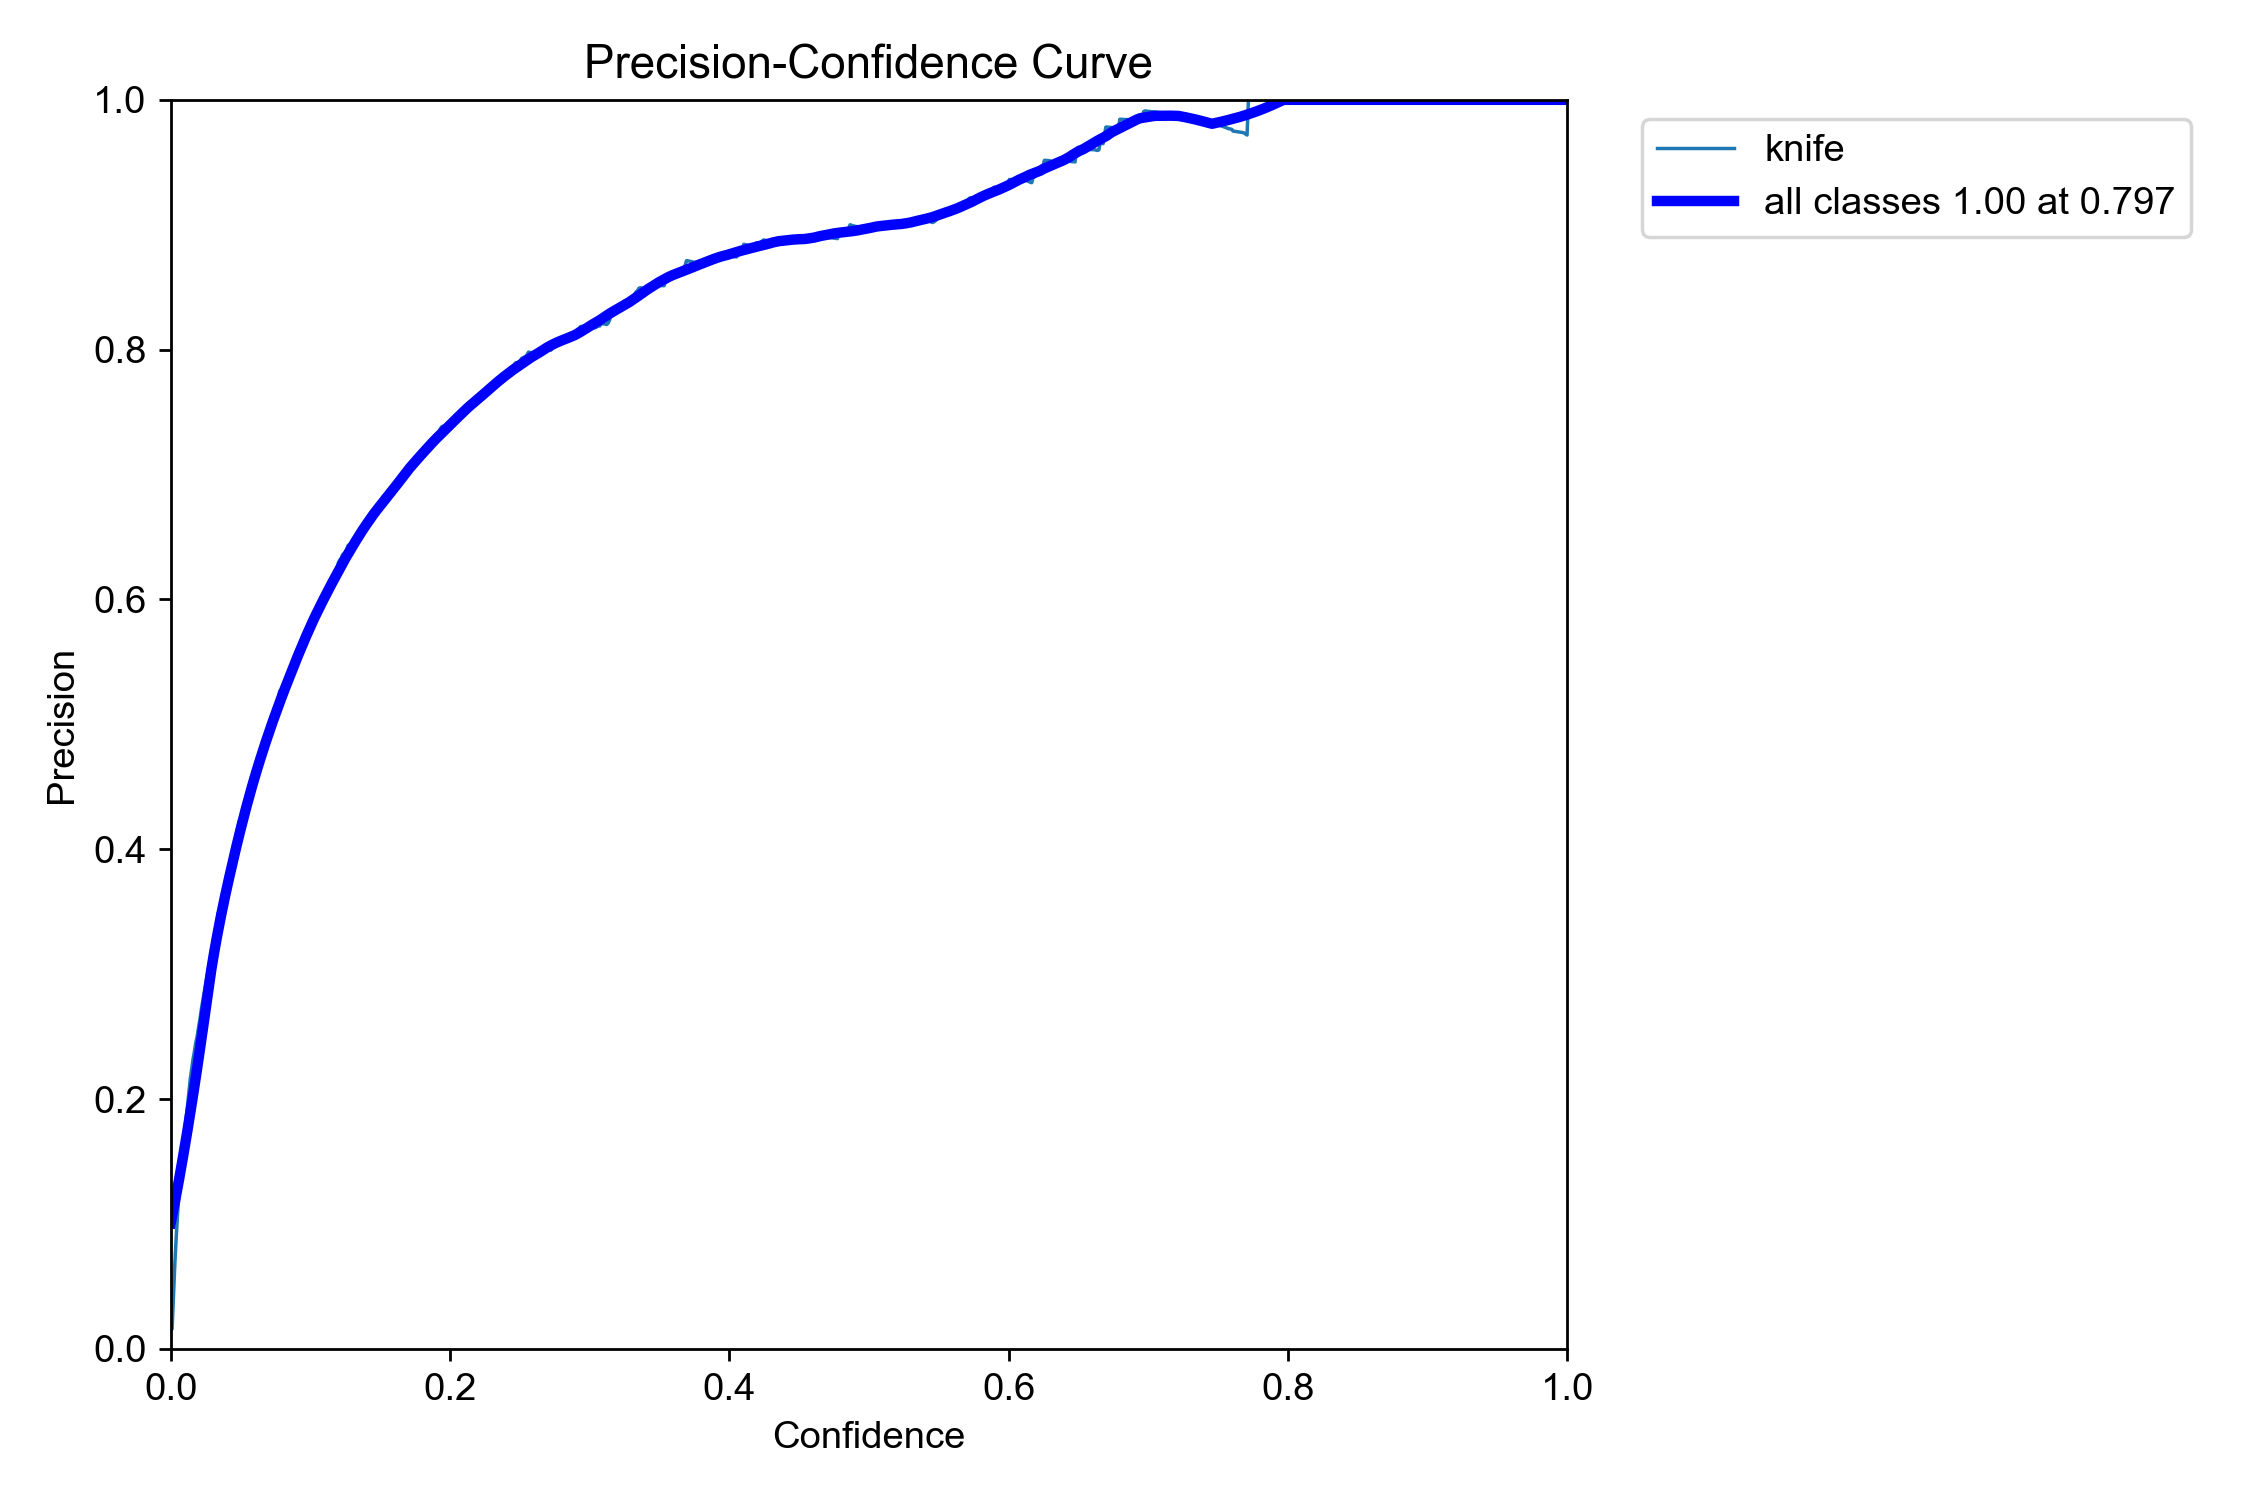 Precision-Confidence Curve
1.0
0.8
0.6
0.4
0.2
0.0
Precision
0.0 0.2 0.4 0.6 0.8 1.0
Confidence
knife
all classes 1.00 at 0.797